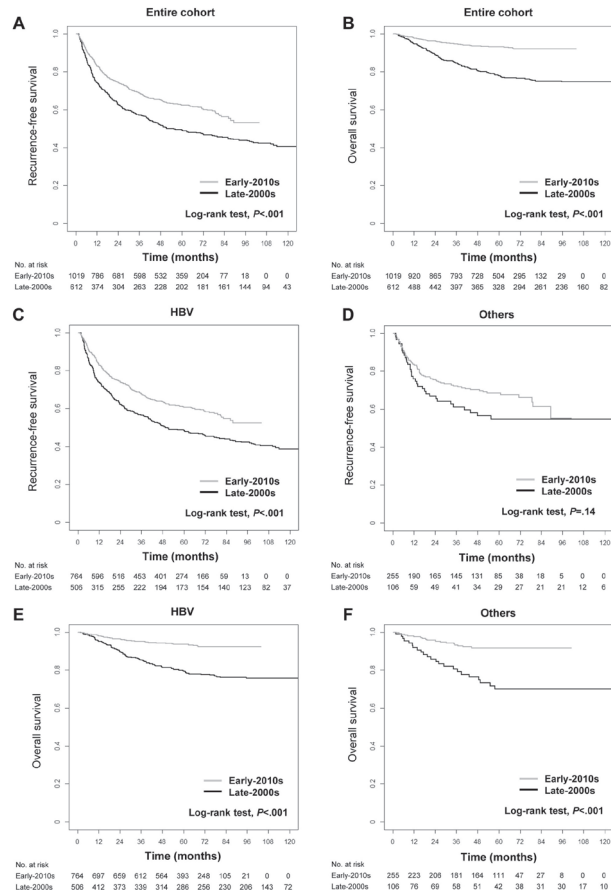 A
Entire cohort
Recurrence-free survival
1.0
0.8
0.6
0.4
0.2
0
Early-2010s
Late-2000s
Log-rank test, P<.001
0 12 24 36 48 60 72 84 96 108 120
Time (months)
No. at risk
Early-2010s 1019 786 681 598 532 359 204 77 18 0 0
Late-2000s 612 374 304 263 228 202 181 161 144 94 43
B
Entire cohort
Overall survival
1.0
0.8
0.6
0.4
0.2
0
Early-2010s
Late-2000s
Log-rank test, P<.001
0 12 24 36 48 60 72 84 96 108 120
Time (months)
No. at risk
Early-2010s 1019 920 865 793 728 504 295 132 29 0 0
Late-2000s 612 488 442 397 365 328 294 261 236 160 82
C
HBV
Recurrence-free survival
1.0
0.8
0.6
0.4
0.2
0
Early-2010s
Late-2000s
Log-rank test, P<.001
0 12 24 36 48 60 72 84 96 108 120
Time (months)
No. at risk
Early-2010s 764 596 516 453 401 274 166 59 13 0 0
Late-2000s 506 315 255 222 194 173 154 140 123 82 37
D
Others
Recurrence-free survival
1.0
0.8
0.6
0.4
0.2
0
Early-2010s
Late-2000s
Log-rank test, P=.14
0 12 24 36 48 60 72 84 96 108 120
Time (months)
No. at risk
Early-2010s 255 190 165 145 131 85 38 18 5 0 0
Late-2000s 106 59 49 41 34 29 27 21 21 12 6
E
HBV
Overall survival
1.0
0.8
0.6
0.4
0.2
0
Early-2010s
Late-2000s
Log-rank test, P<.001
0 12 24 36 48 60 72 84 96 108 120
Time (months)
No. at risk
Early-2010s 764 697 659 612 564 393 248 105 21 0 0
Late-2000s 506 412 373 339 314 286 256 230 206 143 72
F
Others
Overall survival
1.0
0.8
0.6
0.4
0.2
0
Early-2010s
Late-2000s
Log-rank test, P<.001
0 12 24 36 48 60 72 84 96 108 120
Time (months)
No. at risk
Early-2010s 255 223 206 181 164 111 47 27 8 0 0
Late-2000s 106 76 69 58 51 42 38 31 30 17 10